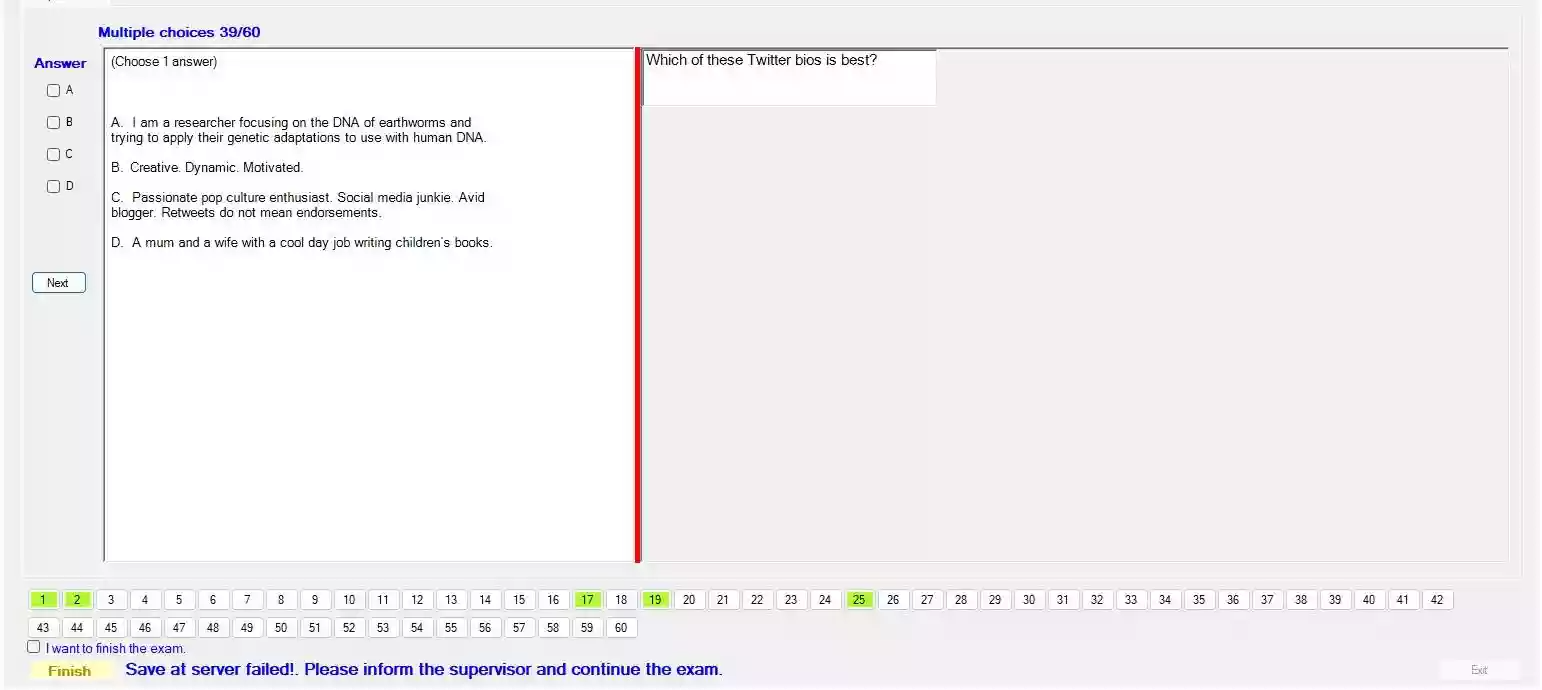 Multiple choices 39/60
Answer
A
B
C
D
Next
(Choose 1 answer)
A. I am a researcher focusing on the DNA of earthworms and
trying to apply their genetic adaptations to use with human DNA.
B. Creative. Dynamic. Motivated.
C. Passionate pop culture enthusiast. Social media junkie. Avid
blogger. Retweets do not mean endorsements.
D. A mum and a wife with a cool day job writing children's books.
Which of these Twitter bios is best?
1 2 3 4 5 6 7 8 9 10 11 12 13 14 15 16 17 18 19 20 21 22 23 24 25 26 27 28 29 30 31 32 33 34 35 36 37 38 39 40 41 42
43 44 45 46 47 48 49 50 51 52 53 54 55 56 57 58 59 60
I want to finish the exam.
Finish Save at server failed!. Please inform the supervisor and continue the exam. Exit